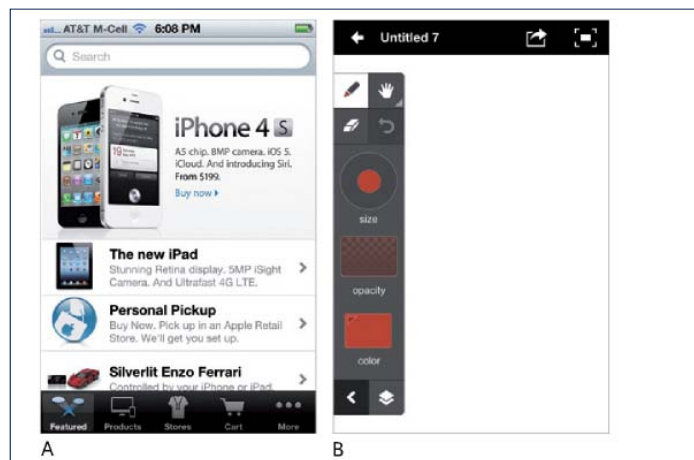 AT&T M-Cell 6:08 PM
Search
iPhone 4 S
A5 chip. 8MP camera. iOS 5.
iCloud. And introducing Siri.
From $199.
Buy now
The new iPad
Stunning Retina display. 5MP iSight
Camera. And Ultrafast 4G LTE.
Personal Pickup
Buy Now. Pick up in an Apple Retail
Store. We'll get you set up.
Silverlit Enzo Ferrari
Controlled by your iPhone or iPad.
Featured Products Stores Cart More
A
Untitled 7
size
opacity
color
B